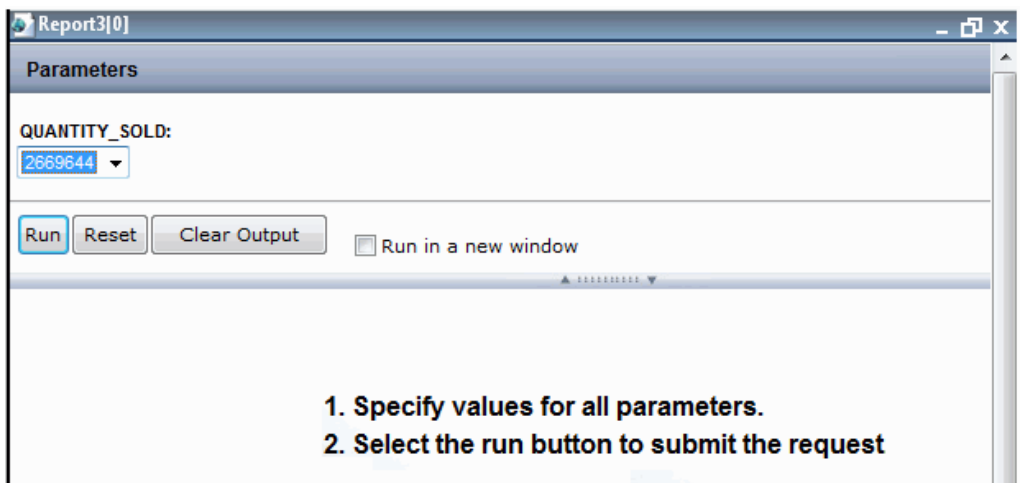 Report3[0]
Parameters
QUANTITY_SOLD:
2669644
Run Reset Clear Output Run in a new window
1. Specify values for all parameters.
2. Select the run button to submit the request